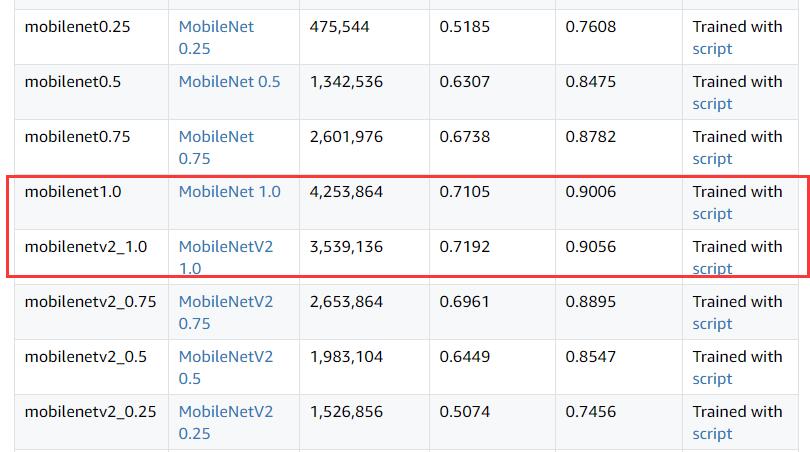 mobilenet0.25 MobileNet 475,544 0.5185 0.7608 Trained with
0.25 script
mobilenet0.5 MobileNet 0.5 1,342,536 0.6307 0.8475 Trained with
script
mobilenet0.75 MobileNet 2,601,976 0.6738 0.8782 Trained with
0.75 script
mobilenet1.0 MobileNet 1.0 4,253,864 0.7105 0.9006 Trained with
script
mobilenetv2_1.0 MobileNetV2 3,539,136 0.7192 0.9056 Trained with
1.0 script
mobilenetv2_0.75 MobileNetV2 2,653,864 0.6961 0.8895 Trained with
0.75 script
mobilenetv2_0.5 MobileNetV2 1,983,104 0.6449 0.8547 Trained with
0.5 script
mobilenetv2_0.25 MobileNetV2 1,526,856 0.5074 0.7456 Trained with
0.25 script